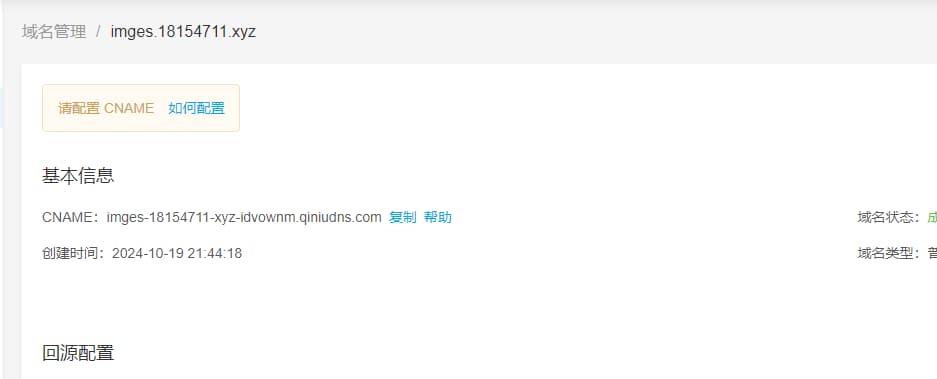 域名管理 / imges.18154711.xyz
请配置 CNAME 如何配置
基本信息
CNAME：imges-18154711-xyz-idvownm.qiniudns.com 复制 帮助 域名状态：
创建时间：2024-10-19 21:44:18 域名类型：
回源配置